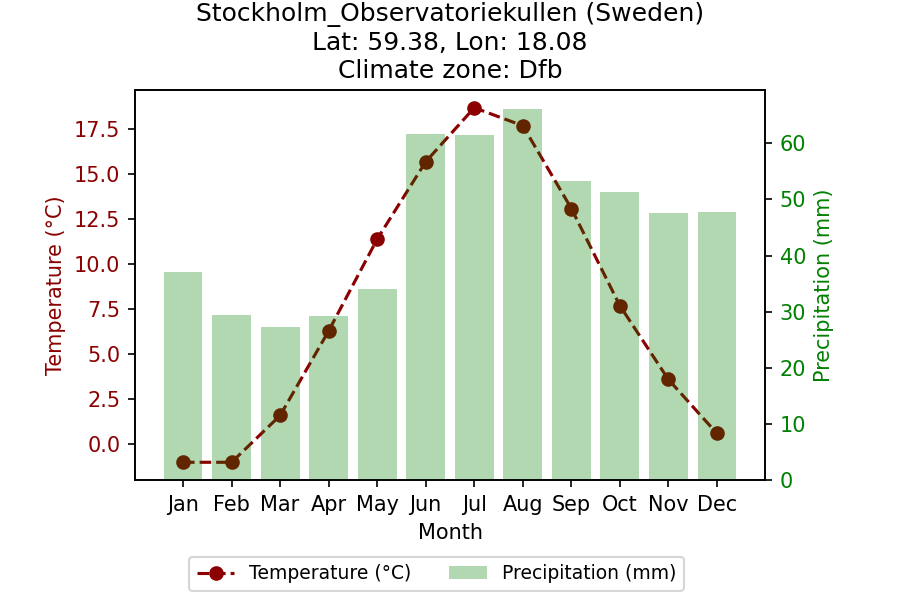 Stockholm_Observatoriekullen (Sweden)
Lat: 59.38, Lon: 18.08
Climate zone: Dfb
Temperature (°C)
17.5
15.0
12.5
10.0
7.5
5.0
2.5
0.0
60
50
40
30
20
10
0
Precipitation (mm)
Jan Feb Mar Apr May Jun Jul Aug Sep Oct Nov Dec
Month
Temperature (°C) Precipitation (mm)